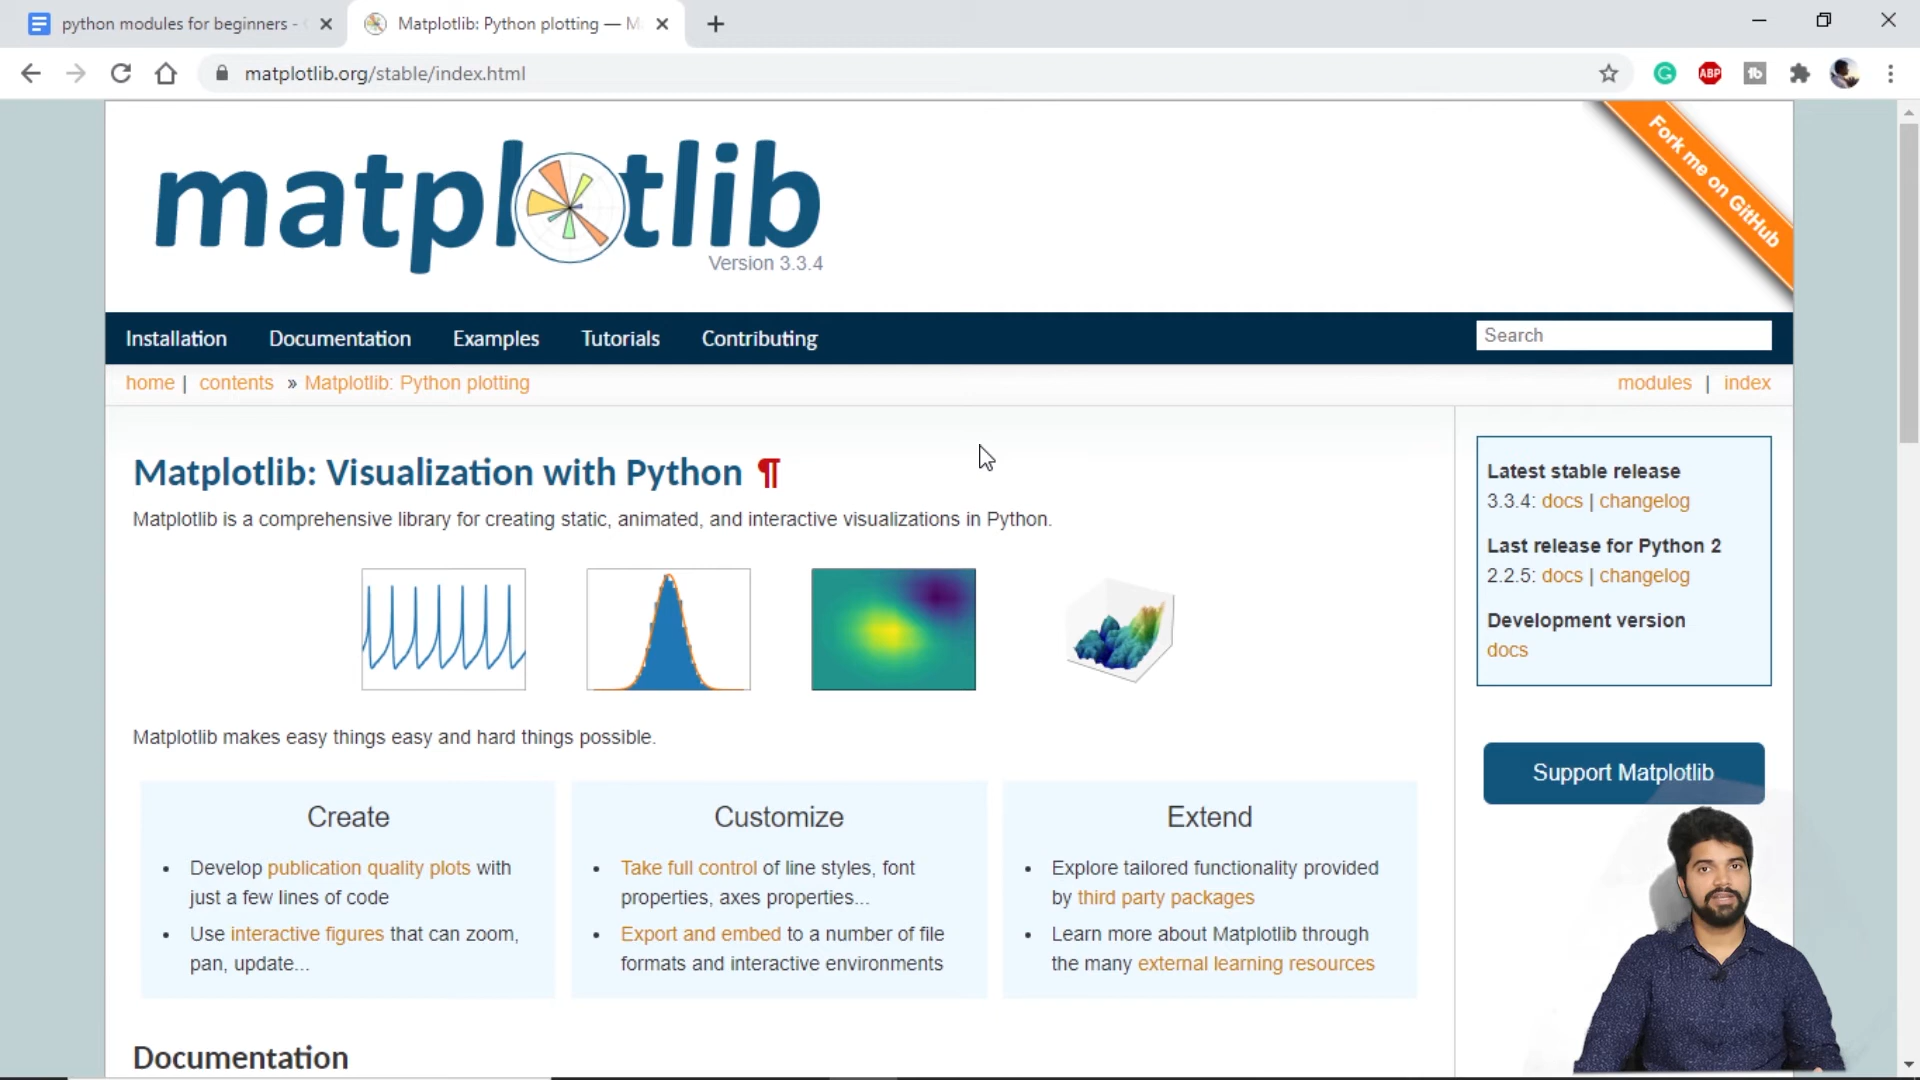 python modules for beginners -
Matplotlib: Python plotting — M
matplotlib.org/stable/index.html
ABP
tb
matplotlib
Version 3.3.4
Fork me on GitHub
Installation Documentation Examples Tutorials Contributing Search
home | contents » Matplotlib: Python plotting modules | index
Matplotlib: Visualization with Python ¶
Matplotlib is a comprehensive library for creating static, animated, and interactive visualizations in Python.
Matplotlib makes easy things easy and hard things possible.
Create
• Develop publication quality plots with
just a few lines of code
• Use interactive figures that can zoom,
pan, update...
Customize
• Take full control of line styles, font
properties, axes properties...
• Export and embed to a number of file
formats and interactive environments
Extend
• Explore tailored functionality provided
by third party packages
• Learn more about Matplotlib through
the many external learning resources
Documentation
Latest stable release
3.3.4: docs | changelog
Last release for Python 2
2.2.5: docs | changelog
Development version
docs
Support Matplotlib